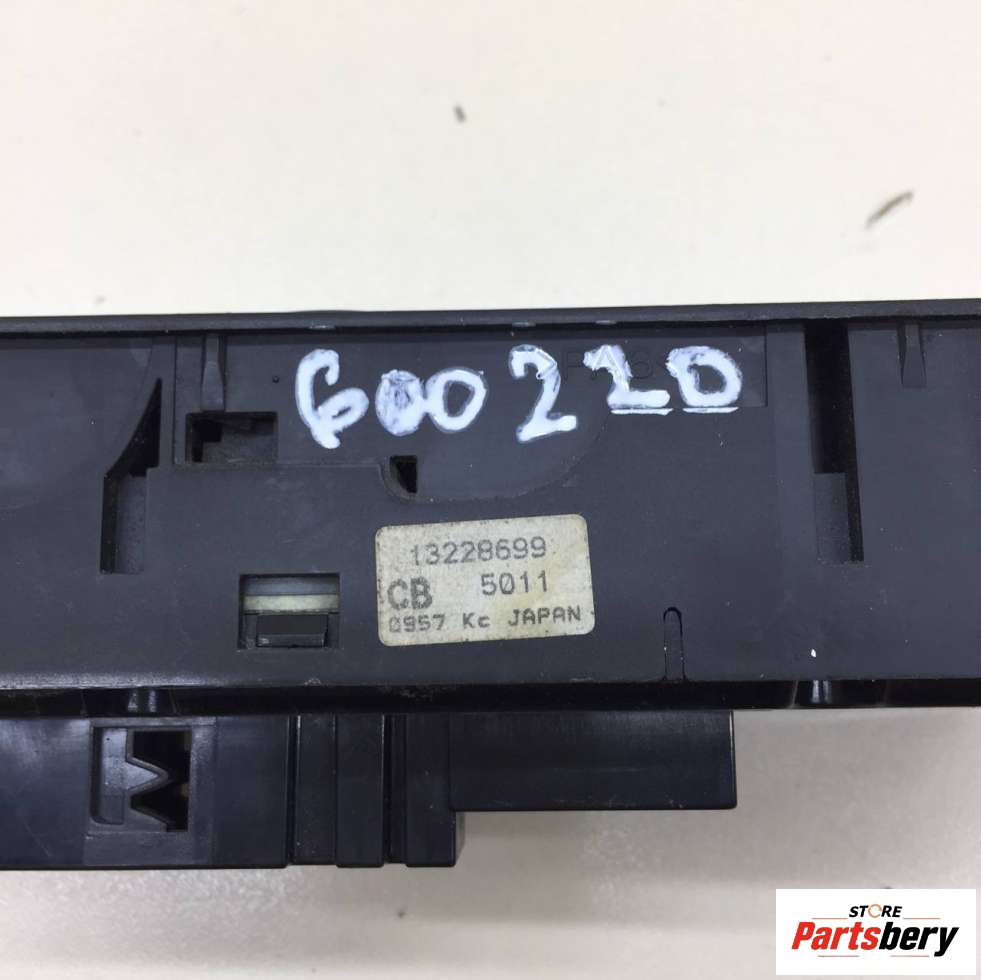 600220
13228699
CB 5011
0957 Kc JAPAN
STORE
Partsbery